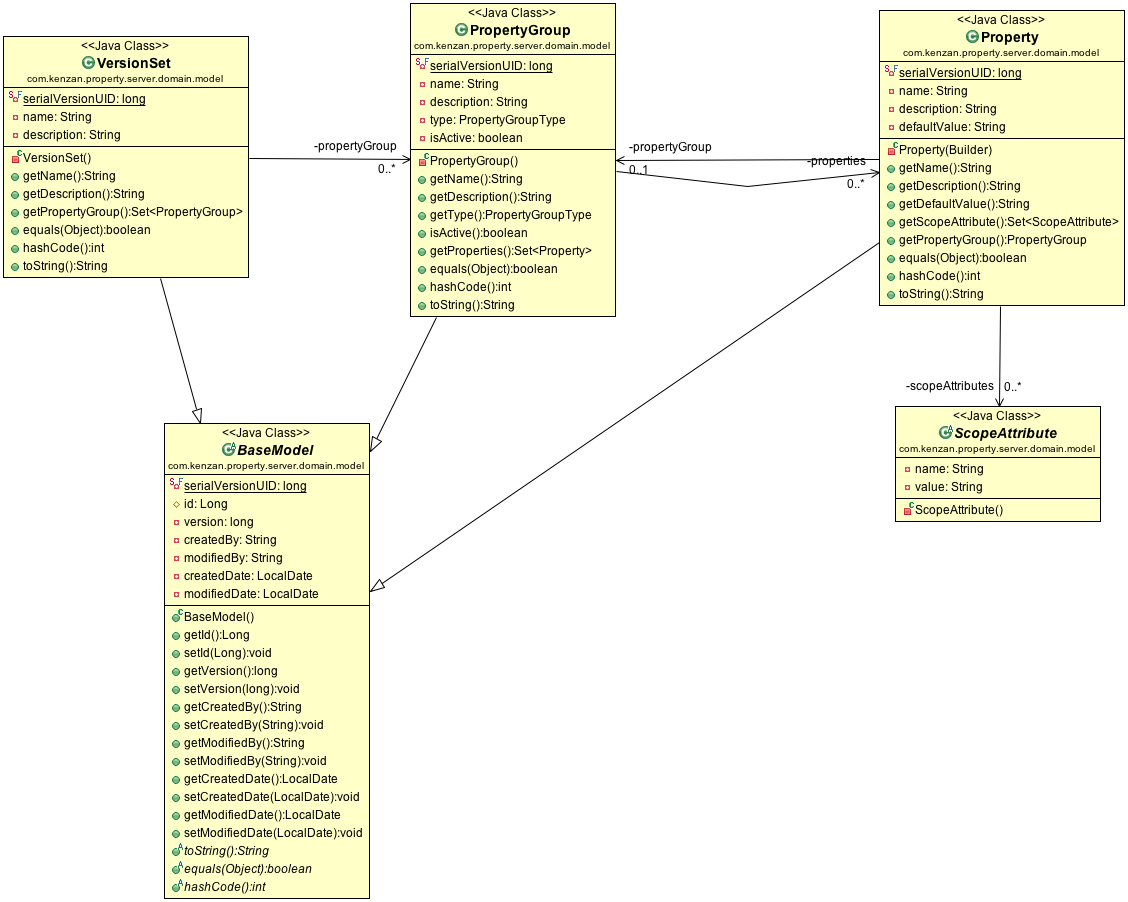 <<Java Class>>
VersionSet
com.kenzan.property.server.domain.model
serialVersionUID: long
name: String
description: String
VersionSet()
getName():String
getDescription():String
getPropertyGroup():Set<PropertyGroup>
equals(Object):boolean
hashCode():int
toString():String
-propertyGroup
0..*
<<Java Class>>
PropertyGroup
com.kenzan.property.server.domain.model
serialVersionUID: long
name: String
description: String
type: PropertyGroupType
isActive: boolean
PropertyGroup()
getName():String
getDescription():String
getType():PropertyGroupType
isActive():boolean
getProperties():Set<Property>
equals(Object):boolean
hashCode():int
toString():String
-propertyGroup
0..1
-properties
0..*
<<Java Class>>
Property
com.kenzan.property.server.domain.model
serialVersionUID: long
name: String
description: String
defaultValue: String
Property(Builder)
getName():String
getDescription():String
getDefaultValue():String
getScopeAttribute():Set<ScopeAttribute>
getPropertyGroup():PropertyGroup
equals(Object):boolean
hashCode():int
toString():String
-scopeAttributes
0..*
<<Java Class>>
ScopeAttribute
com.kenzan.property.server.domain.model
name: String
value: String
ScopeAttribute()
<<Java Class>>
BaseModel
com.kenzan.property.server.domain.model
serialVersionUID: long
id: Long
version: long
createdBy: String
modifiedBy: String
createdDate: LocalDate
modifiedDate: LocalDate
BaseModel()
getId():Long
setId(Long):void
getVersion():long
setVersion(long):void
getCreatedBy():String
setCreatedBy(String):void
getModifiedBy():String
setModifiedBy(String):void
getCreatedDate():LocalDate
setCreatedDate(LocalDate):void
getModifiedDate():LocalDate
setModifiedDate(LocalDate):void
toString():String
equals(Object):boolean
hashCode():int